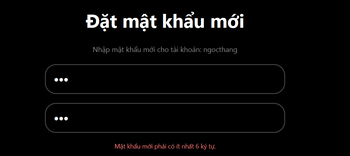 Đặt mật khẩu mới
Nhập mật khẩu mới cho tài khoản: ngocthang
•••
•••
Mật khẩu mới phải có ít nhất 6 ký tự.